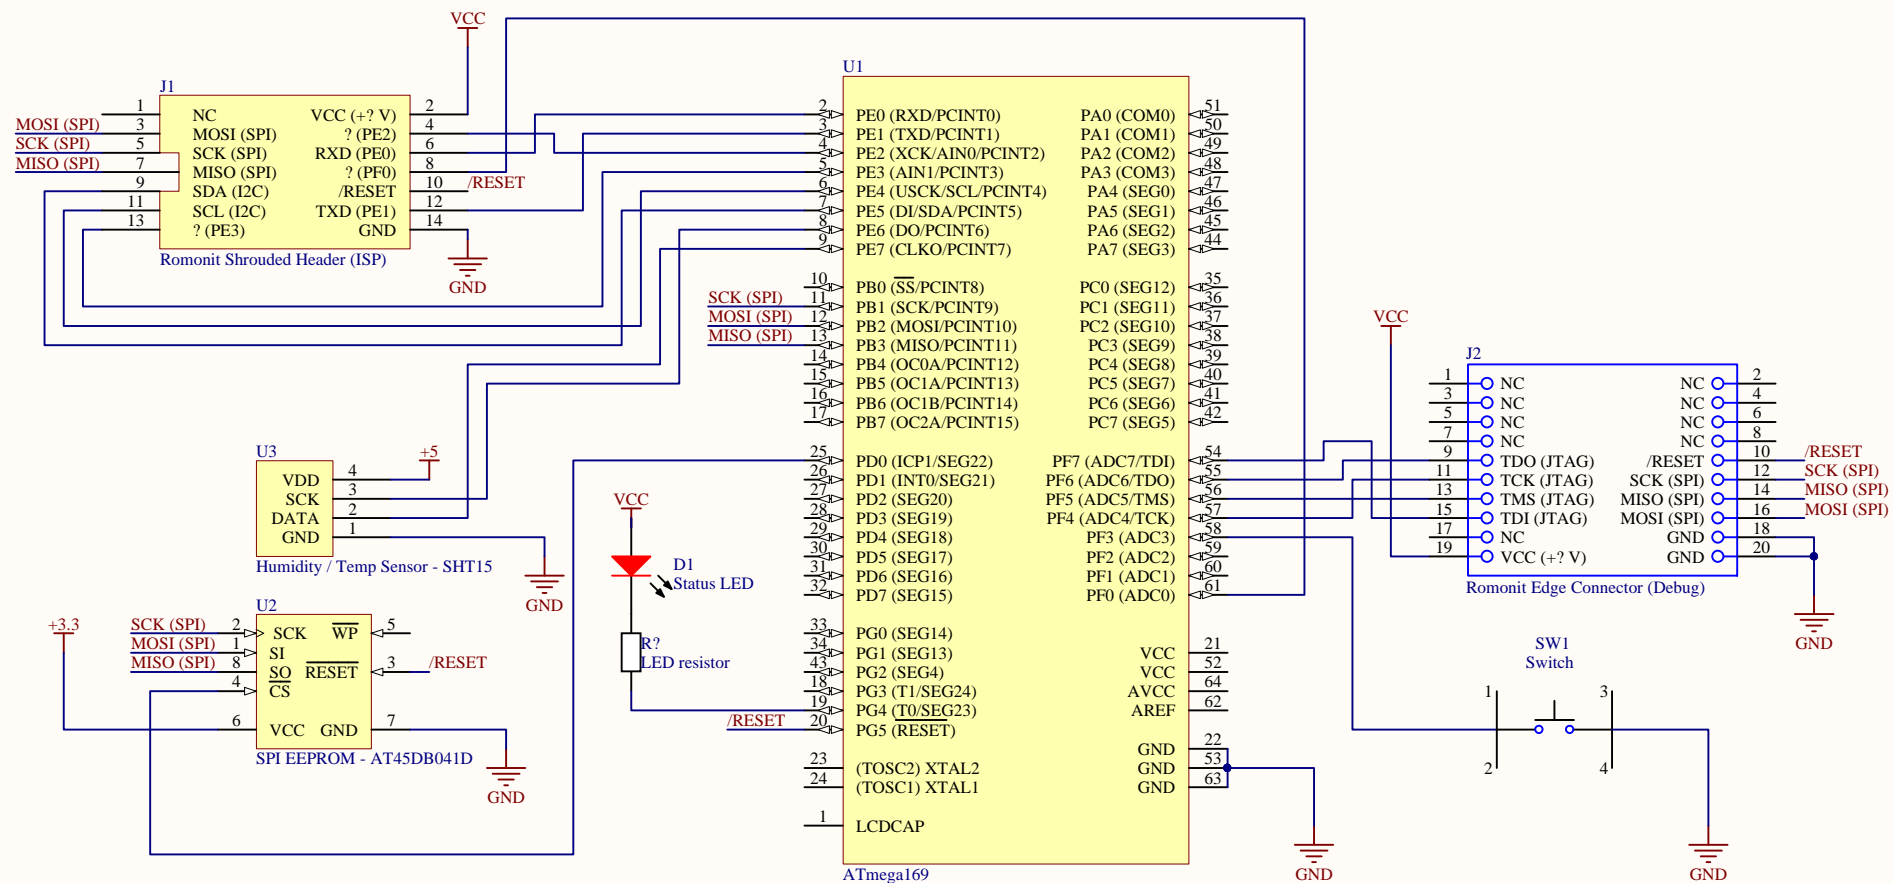 VCC
J1
1 NC VCC (+? V) 2
MOSI (SPI) 3 MOSI (SPI) ? (PE2) 4
SCK (SPI) 5 SCK (SPI) RXD (PE0) 6
MISO (SPI) 7 MISO (SPI) ? (PF0) 8
9 SDA (I2C) /RESET 10 /RESET
11 SCL (I2C) TXD (PE1) 12
13 ? (PE3) GND 14
Romonit Shrouded Header (ISP)
GND
U3
+5
VDD 4
SCK 3
DATA 2
GND 1
Humidity / Temp Sensor - SHT15
GND
U2
+3.3
SCK (SPI) 2 SCK WP 5
MOSI (SPI) 1 SI
MISO (SPI) 8 SO RESET 3 /RESET
4 CS
6 VCC GND 7
SPI EEPROM - AT45DB041D
GND
VCC
D1
Status LED
R?
LED resistor
U1
2 PE0 (RXD/PCINT0) PA0 (COM0) 51
3 PE1 (TXD/PCINT1) PA1 (COM1) 50
4 PE2 (XCK/AIN0/PCINT2) PA2 (COM2) 49
5 PE3 (AIN1/PCINT3) PA3 (COM3) 48
6 PE4 (USCK/SCL/PCINT4) PA4 (SEG0) 47
7 PE5 (DI/SDA/PCINT5) PA5 (SEG1) 46
8 PE6 (DO/PCINT6) PA6 (SEG2) 45
9 PE7 (CLKO/PCINT7) PA7 (SEG3) 44
10 PB0 (SS/PCINT8) PC0 (SEG12) 35
SCK (SPI) 11 PB1 (SCK/PCINT9) PC1 (SEG11) 36
MOSI (SPI) 12 PB2 (MOSI/PCINT10) PC2 (SEG10) 37
MISO (SPI) 13 PB3 (MISO/PCINT11) PC3 (SEG9) 38
14 PB4 (OC0A/PCINT12) PC4 (SEG8) 39
15 PB5 (OC1A/PCINT13) PC5 (SEG7) 40
16 PB6 (OC1B/PCINT14) PC6 (SEG6) 41
17 PB7 (OC2A/PCINT15) PC7 (SEG5) 42
25 PD0 (ICP1/SEG22) PF7 (ADC7/TDI) 54
26 PD1 (INT0/SEG21) PF6 (ADC6/TDO) 55
27 PD2 (SEG20) PF5 (ADC5/TMS) 56
28 PD3 (SEG19) PF4 (ADC4/TCK) 57
29 PD4 (SEG18) PF3 (ADC3) 58
30 PD5 (SEG17) PF2 (ADC2) 59
31 PD6 (SEG16) PF1 (ADC1) 60
32 PD7 (SEG15) PF0 (ADC0) 61
33 PG0 (SEG14)
34 PG1 (SEG13) VCC 21
43 PG2 (SEG4) VCC 52
18 PG3 (T1/SEG24) AVCC 64
19 PG4 (T0/SEG23) AREF 62
/RESET 20 PG5 (RESET)
GND 22
23 (TOSC2) XTAL2 GND 53
24 (TOSC1) XTAL1 GND 63
1 LCDCAP
ATmega169
GND
VCC
J2
1 NC NC 2
3 NC NC 4
5 NC NC 6
7 NC NC 8
9 TDO (JTAG) /RESET 10 /RESET
11 TCK (JTAG) SCK (SPI) 12 SCK (SPI)
13 TMS (JTAG) MISO (SPI) 14 MISO (SPI)
15 TDI (JTAG) MOSI (SPI) 16 MOSI (SPI)
17 NC GND 18
19 VCC (+? V) GND 20
Romonit Edge Connector (Debug)
GND
SW1
Switch
1 3
2 4
GND